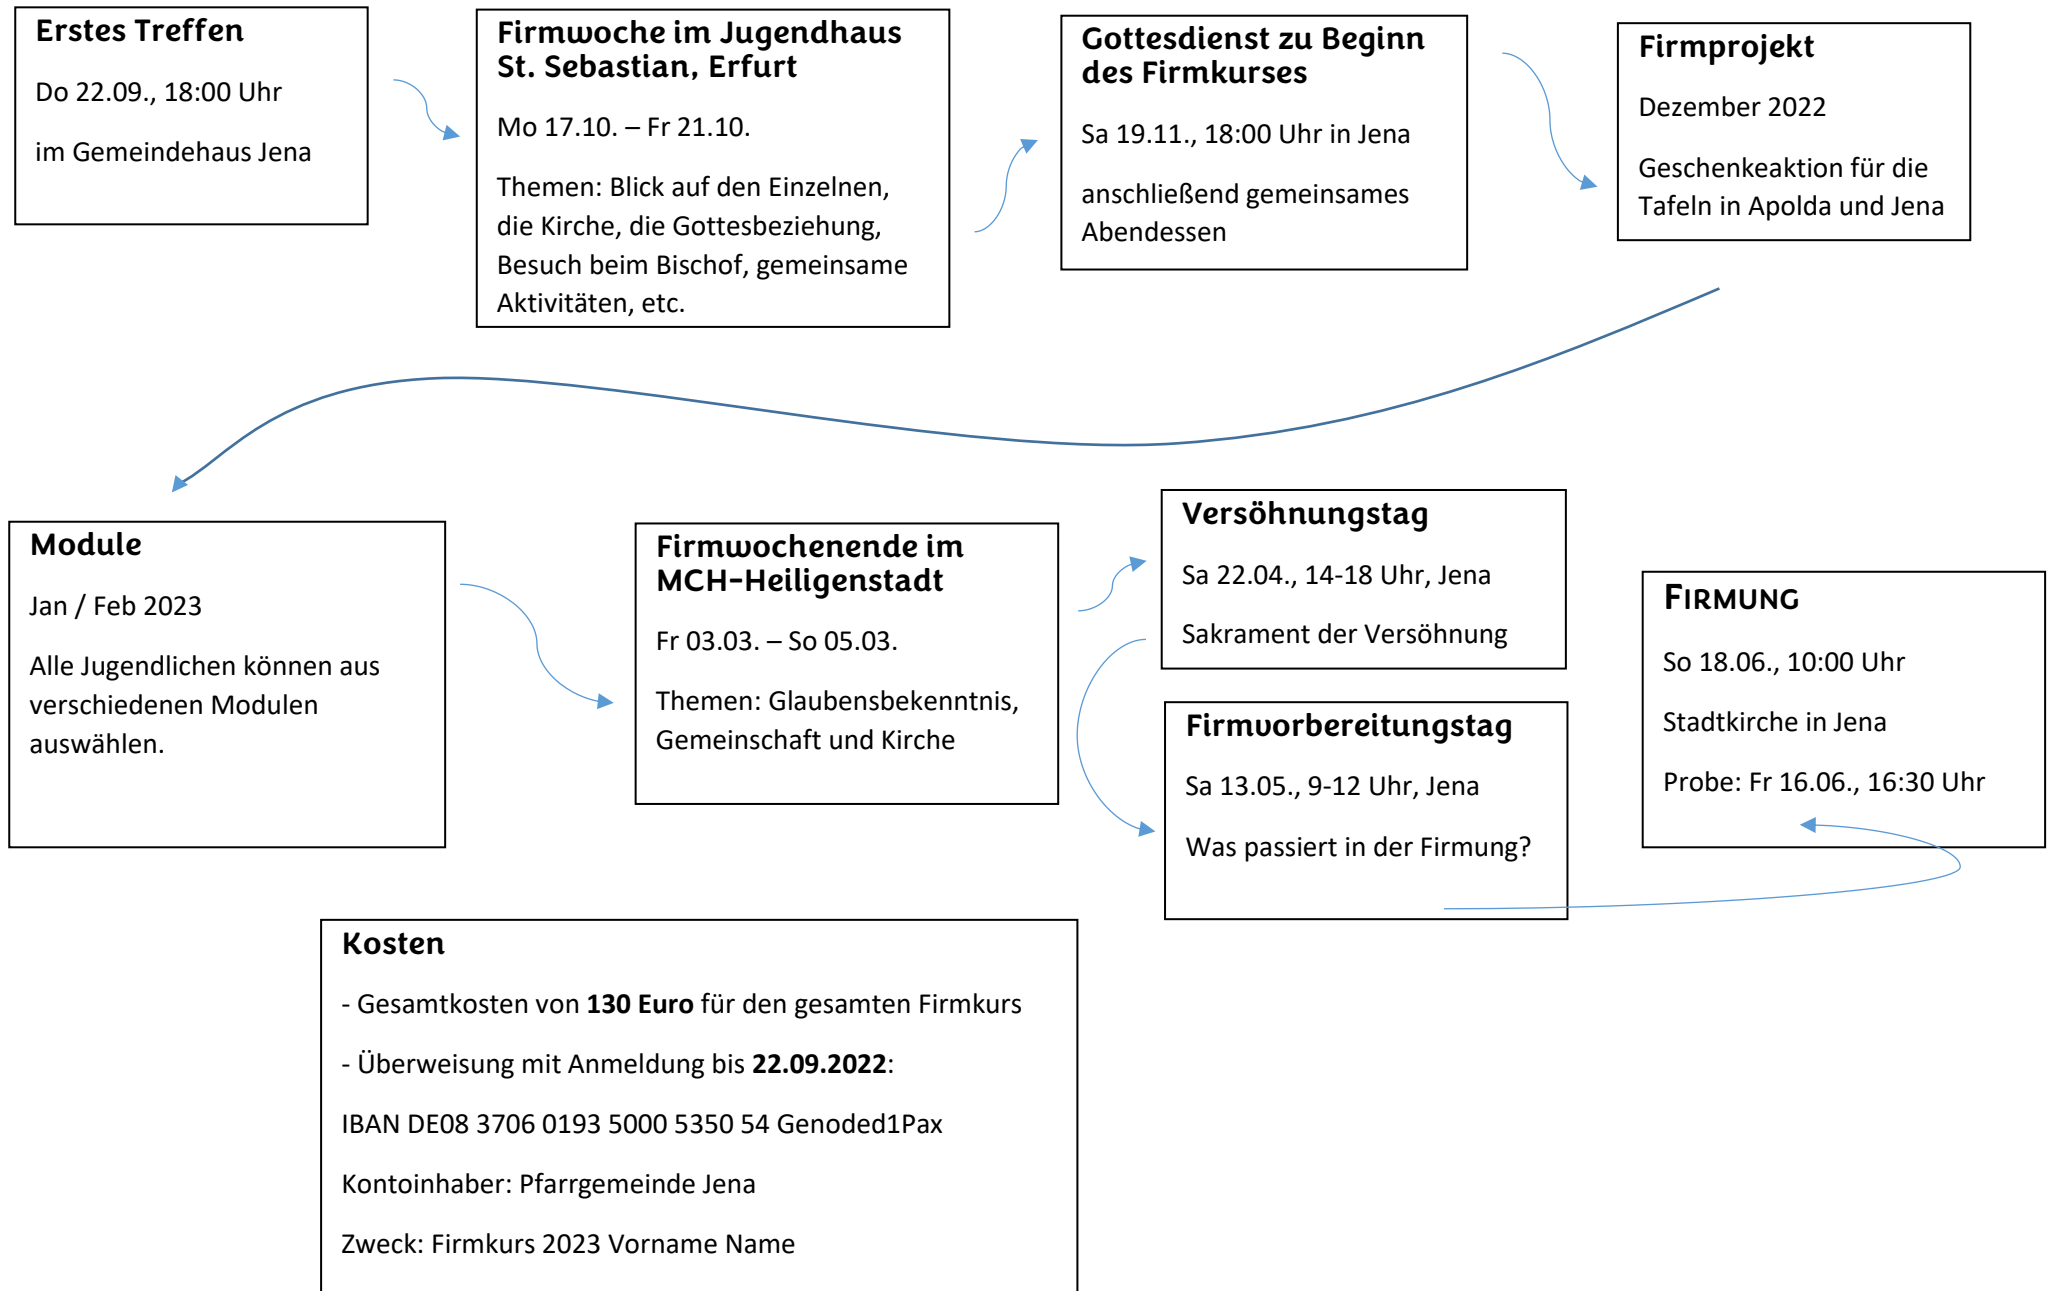 Erstes Treffen
Do 22.09., 18:00 Uhr
im Gemeindehaus Jena
Firmwoche im Jugendhaus
St. Sebastian, Erfurt
Mo 17.10. – Fr 21.10.
Themen: Blick auf den Einzelnen,
die Kirche, die Gottesbeziehung,
Besuch beim Bischof, gemeinsame
Aktivitäten, etc.
Gottesdienst zu Beginn
des Firmkurses
Sa 19.11., 18:00 Uhr in Jena
anschließend gemeinsames
Abendessen
Firmprojekt
Dezember 2022
Geschenkeaktion für die
Tafeln in Apolda und Jena
Module
Jan / Feb 2023
Alle Jugendlichen können aus
verschiedenen Modulen
auswählen.
Firmwochenende im
MCH-Heiligenstadt
Fr 03.03. – So 05.03.
Themen: Glaubensbekenntnis,
Gemeinschaft und Kirche
Versöhnungstag
Sa 22.04., 14-18 Uhr, Jena
Sakrament der Versöhnung
Firmvorbereitungstag
Sa 13.05., 9-12 Uhr, Jena
Was passiert in der Firmung?
FIRMUNG
So 18.06., 10:00 Uhr
Stadtkirche in Jena
Probe: Fr 16.06., 16:30 Uhr
Kosten
- Gesamtkosten von 130 Euro für den gesamten Firmkurs
- Überweisung mit Anmeldung bis 22.09.2022:
IBAN DE08 3706 0193 5000 5350 54 Genoded1Pax
Kontoinhaber: Pfarrgemeinde Jena
Zweck: Firmkurs 2023 Vorname Name